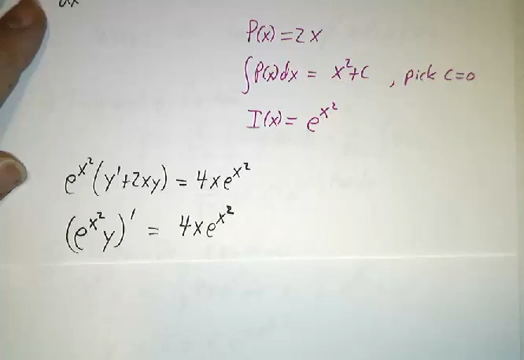 P(x) = 2x
∫P(x)dx = x²+C , pick C=0
I(x) = e^{x²}
e^{x²}(y'+2xy) = 4xe^{x²}
(e^{x²}y)' = 4xe^{x²}